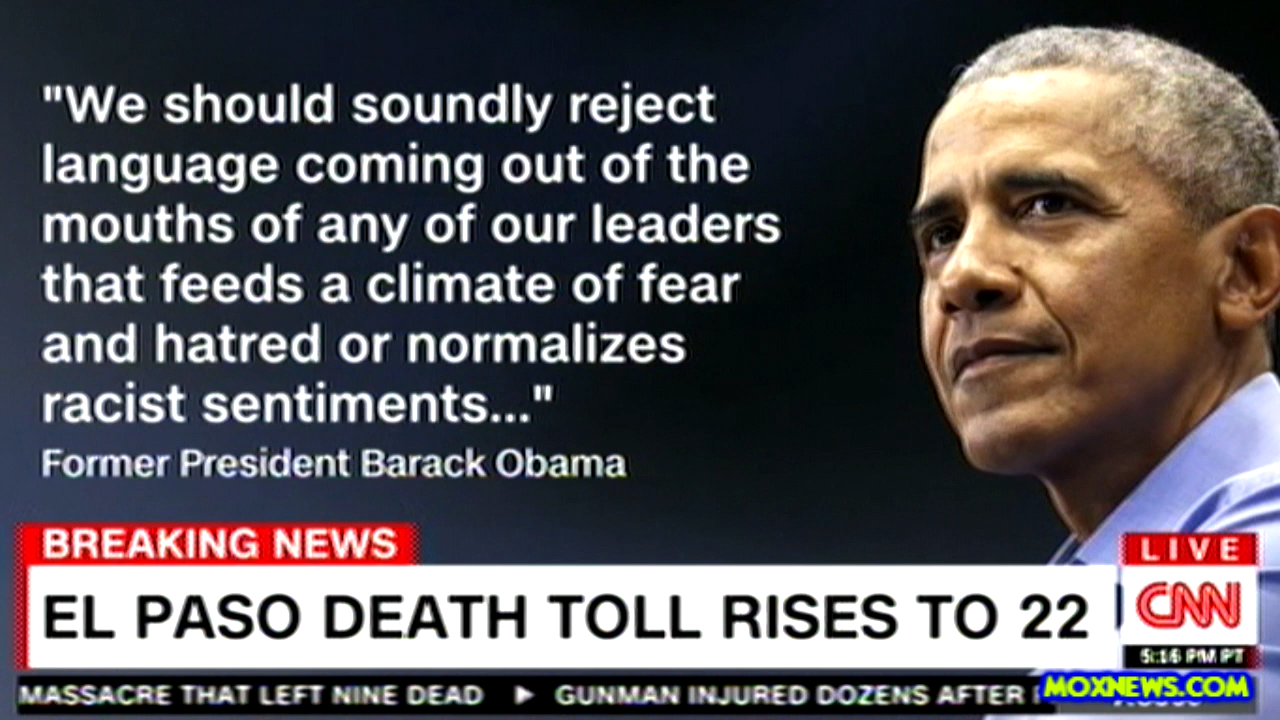 "We should soundly reject
language coming out of the
mouths of any of our leaders
that feeds a climate of fear
and hatred or normalizes
racist sentiments..."
Former President Barack Obama
BREAKING NEWS
EL PASO DEATH TOLL RISES TO 22
LIVE
CNN
5:16 PM PT
MASSACRE THAT LEFT NINE DEAD ► GUNMAN INJURED DOZENS AFTER
MOXNEWS.COM